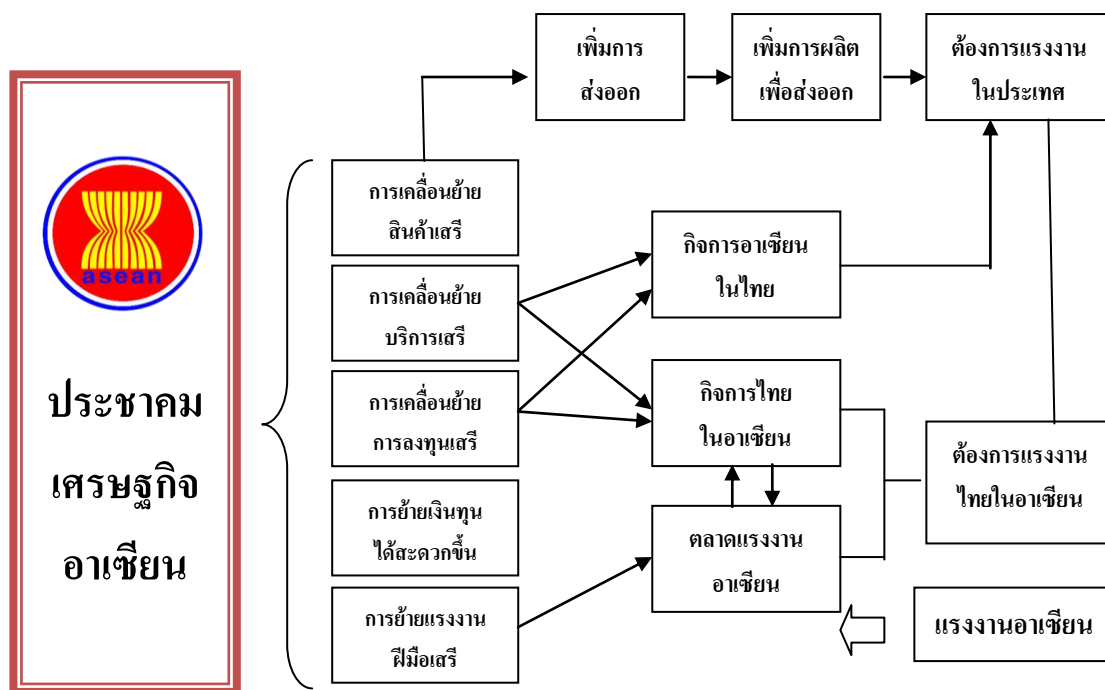 asean
ประชาคม
เศรษฐกิจ
อาเซียน
การเคลื่อนย้าย
สินค้าเสรี
การเคลื่อนย้าย
บริการเสรี
การเคลื่อนย้าย
การลงทุนเสรี
การย้ายเงินทุน
ได้สะดวกขึ้น
การย้ายแรงงาน
ฝีมือเสรี
เพิ่มการ
ส่งออก
เพิ่มการผลิต
เพื่อส่งออก
ต้องการแรงงาน
ในประเทศ
กิจการอาเซียน
ในไทย
กิจการไทย
ในอาเซียน
ตลาดแรงงาน
อาเซียน
ต้องการแรงงาน
ไทยในอาเซียน
แรงงานอาเซียน